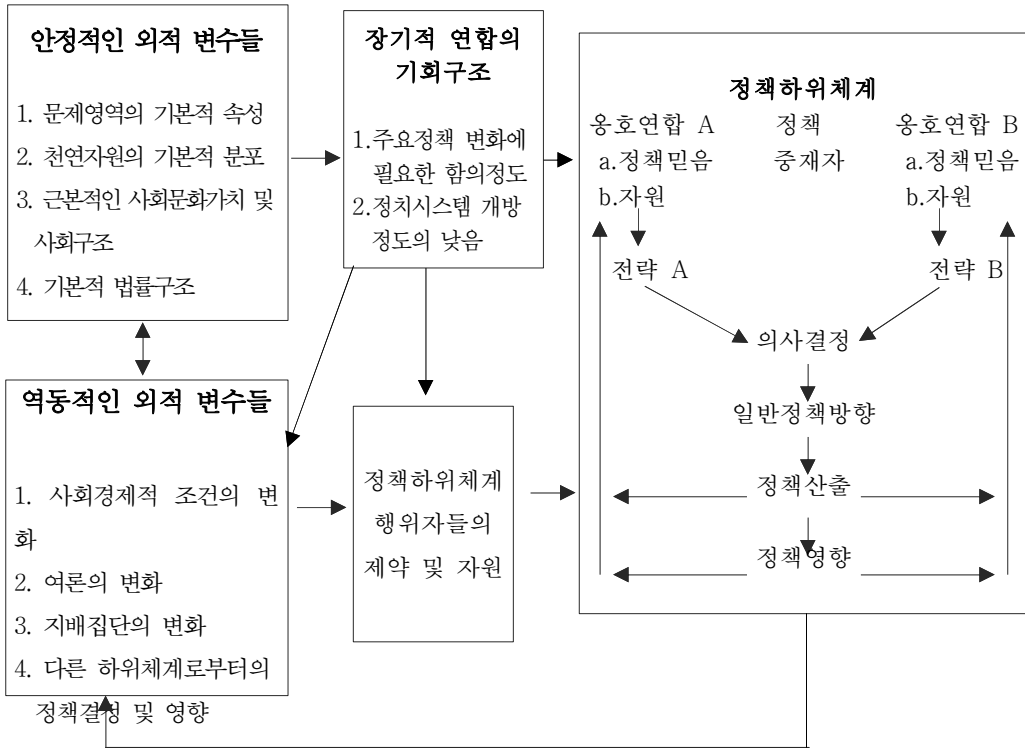 안정적인 외적 변수들
1. 문제영역의 기본적 속성
2. 천연자원의 기본적 분포
3. 근본적인 사회문화가치 및
사회구조
4. 기본적 법률구조
장기적 연합의
기회구조
1.주요정책 변화에
필요한 합의정도
2.정치시스템 개방
정도의 낮음
정책하위체계
옹호연합 A 정책 옹호연합 B
a.정책믿음 중재자 a.정책믿음
b.자원 b.자원
전략 A 전략 B
의사결정
일반정책방향
정책산출
정책영향
역동적인 외적 변수들
1. 사회경제적 조건의 변
화
2. 여론의 변화
3. 지배집단의 변화
4. 다른 하위체계로부터의
정책결정 및 영향
정책하위체계
행위자들의
제약 및 자원